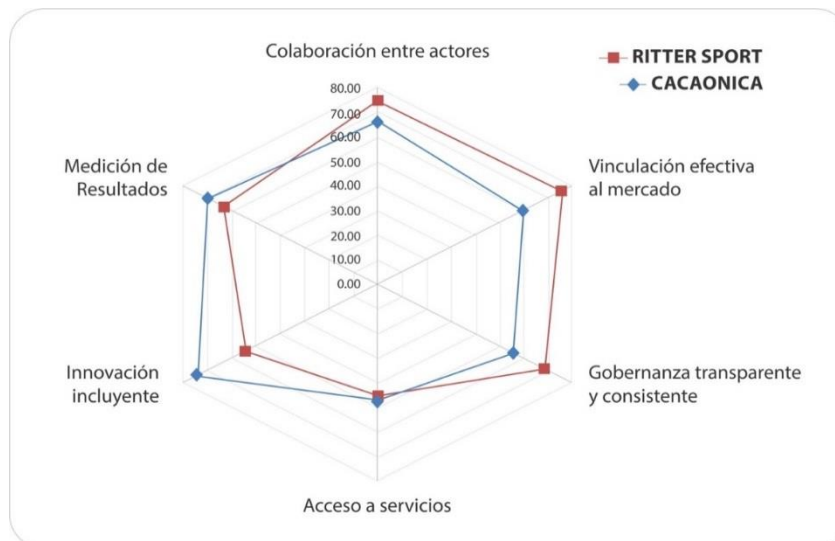 Colaboración entre actores
RITTER SPORT
CACAONICA
80.00
70.00
60.00
50.00
40.00
30.00
20.00
10.00
0.00
Medición de
Resultados
Vinculación efectiva
al mercado
Innovación
incluyente
Gobernanza transparente
y consistente
Acceso a servicios